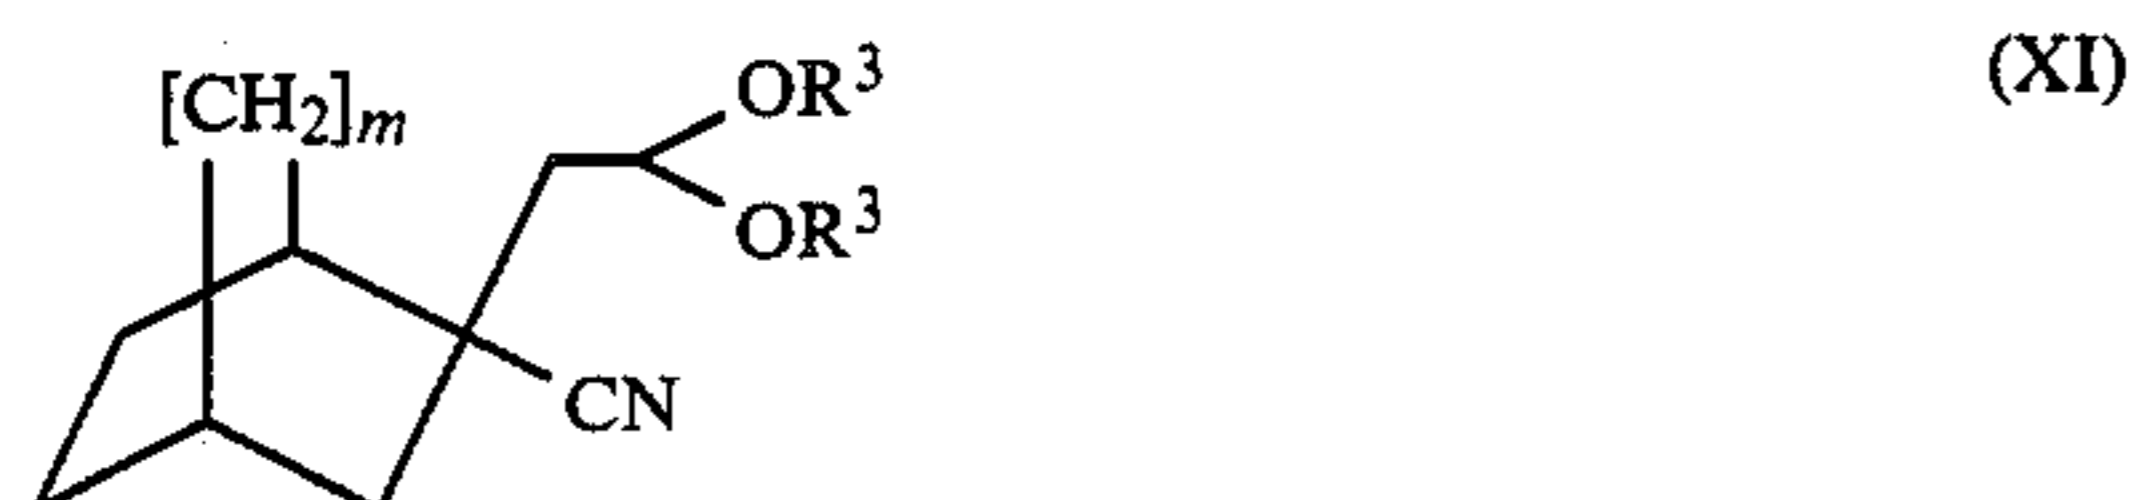 (XI)
[CH2]m
OR3
OR3
CN